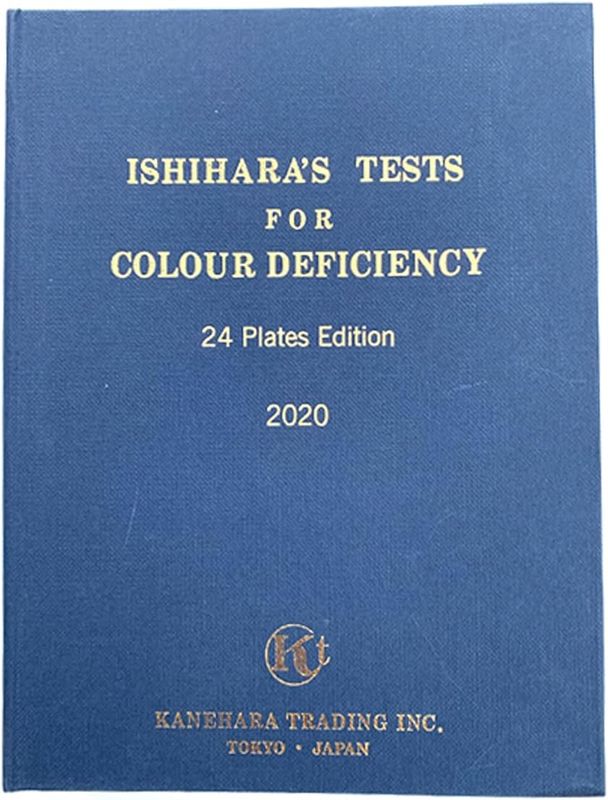 ISHIHARA'S TESTS
FOR
COLOUR DEFICIENCY
24 Plates Edition
2020
Kt
KANEHARA TRADING INC.
TOKYO · JAPAN